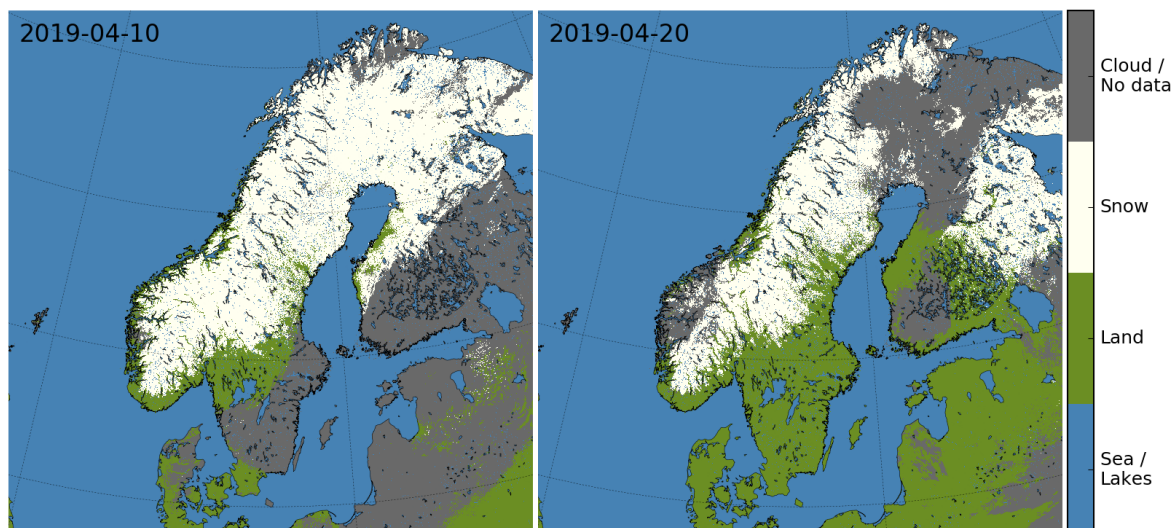 2019-04-10
2019-04-20
Cloud /
No data
Snow
Land
Sea /
Lakes